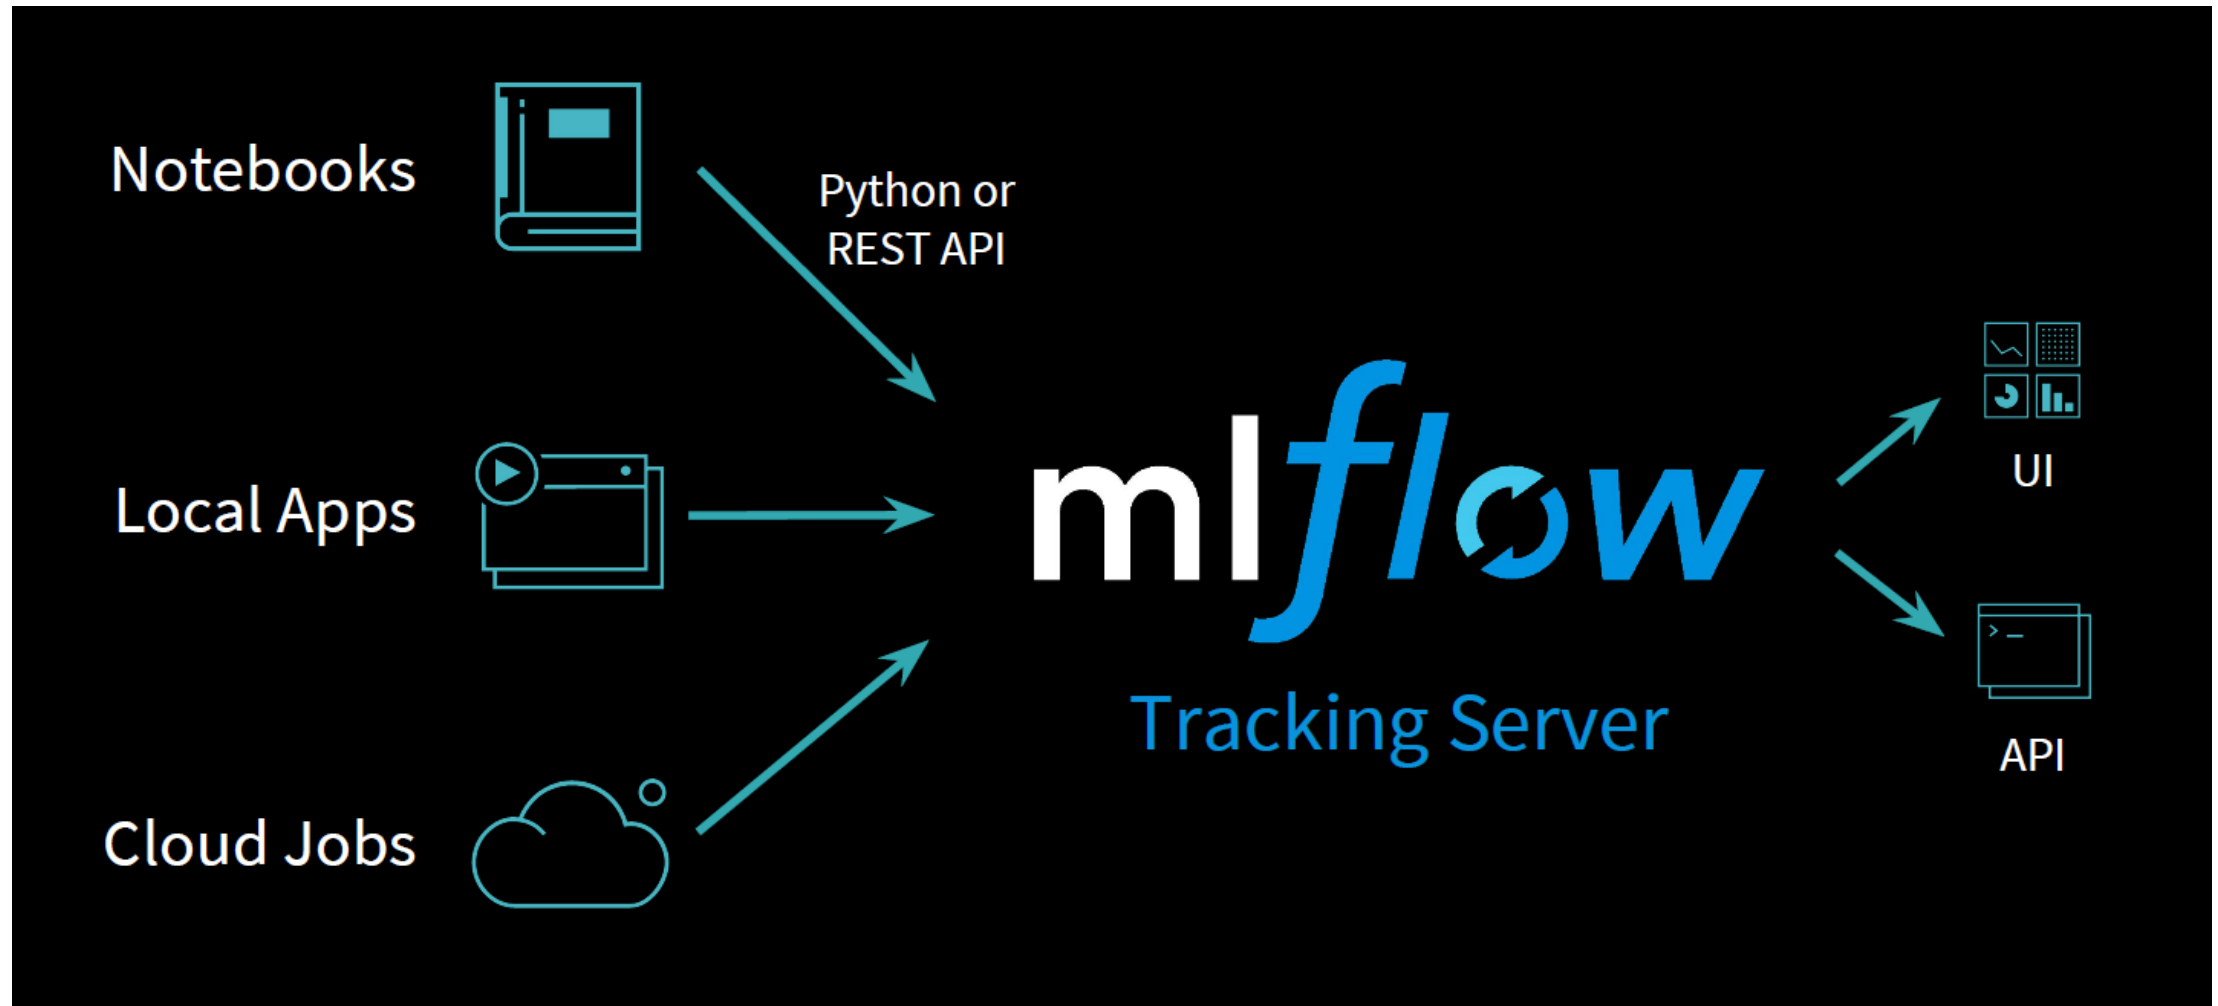 Notebooks
Python or
REST API
Local Apps
mlflow
Tracking Server
UI
>_
API
Cloud Jobs